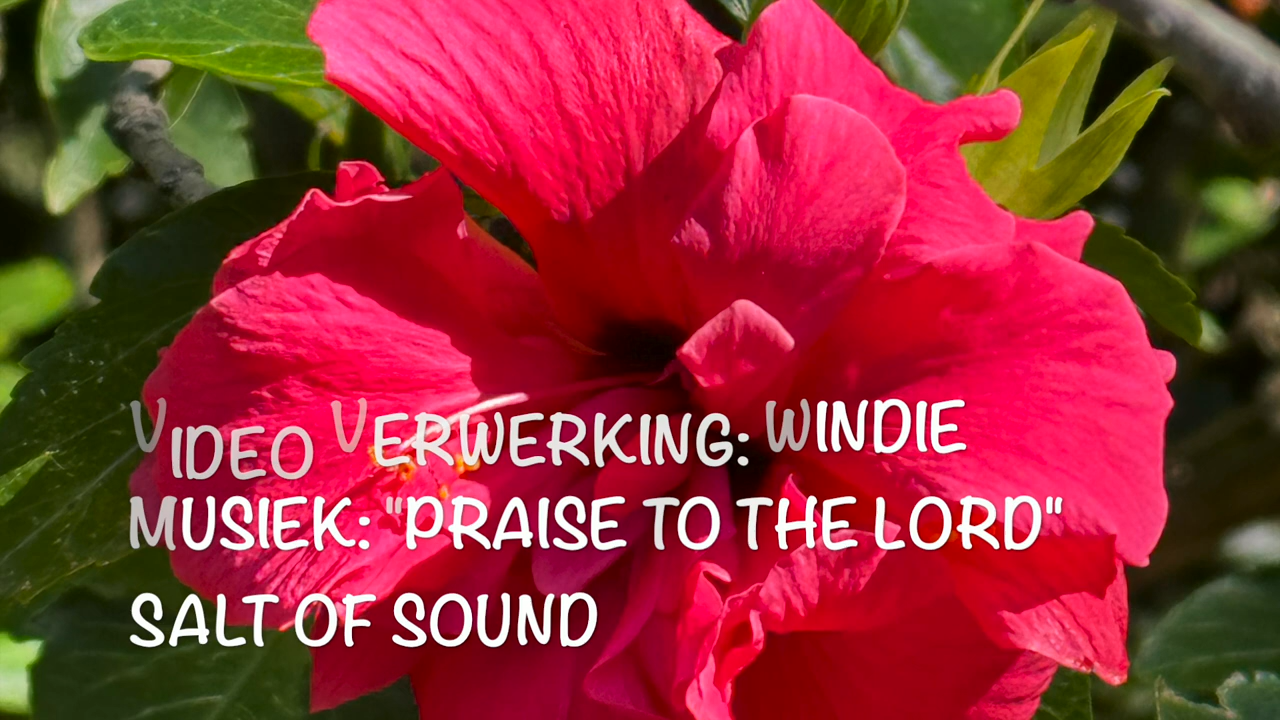 VIDEO VERWERKING: WINDIE
MUSIEK: "PRAISE TO THE LORD"
SALT OF SOUND